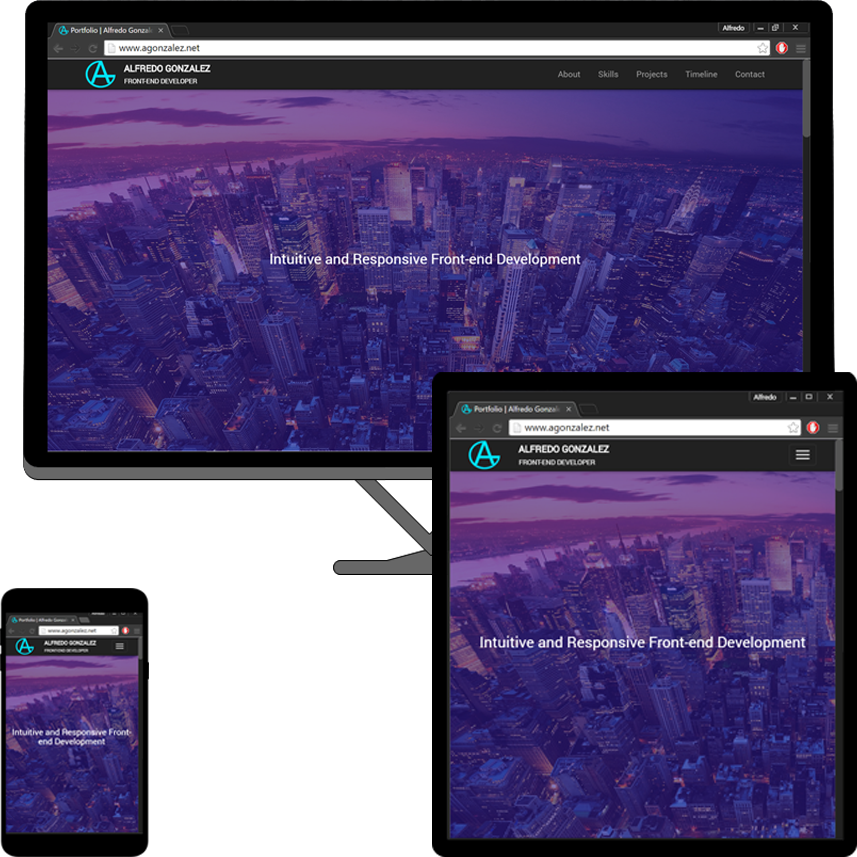 Portfolio | Alfredo Gonzal
Alfredo
www.agonzalez.net
ALFREDO GONZALEZ
FRONT-END DEVELOPER
About Skills Projects Timeline Contact
Intuitive and Responsive Front-end Development
Portfolio | Alfredo Gonzal
Alfredo
www.agonzalez.net
ALFREDO GONZALEZ
FRONT-END DEVELOPER
Intuitive and Responsive Front-end Development
Portfolio | Alfredo Gonzal
www.agonzalez.net
ALFREDO GONZALEZ
FRONT-END DEVELOPER
Intuitive and Responsive Front-
end Development